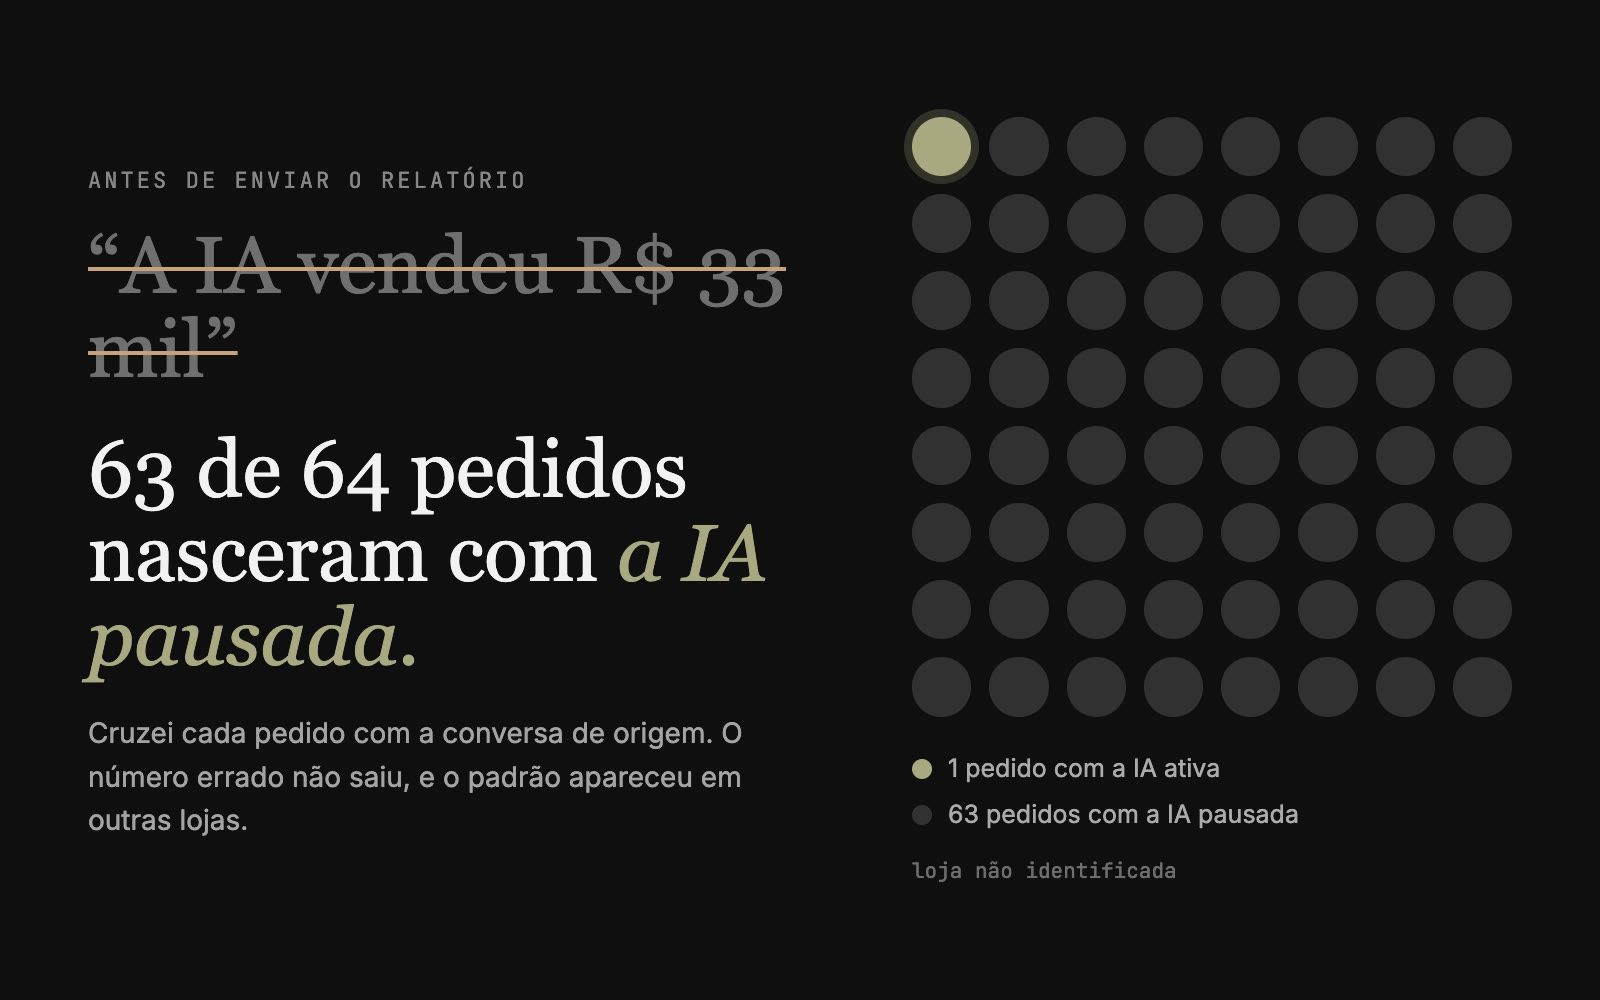 ANTES DE ENVIAR O RELATÓRIO
“A IA vendeu R$ 33
mil”
63 de 64 pedidos
nasceram com a IA
pausada.
Cruzei cada pedido com a conversa de origem. O
número errado não saiu, e o padrão apareceu em
outras lojas.
1 pedido com a IA ativa
63 pedidos com a IA pausada
loja não identificada